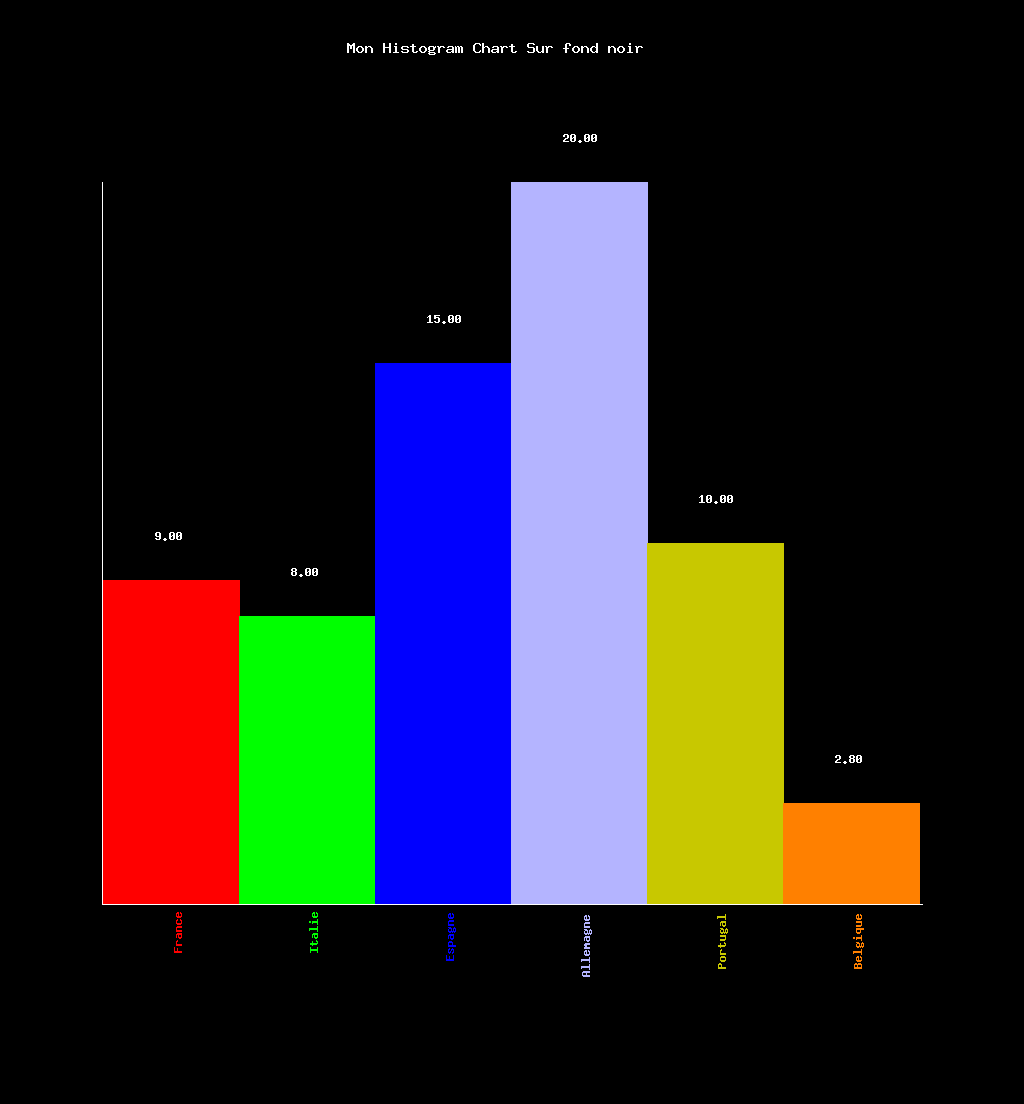 Mon Histogram Chart Sur fond noir
20.00
15.00
10.00
9.00
8.00
2.80
France
Italie
Espagne
Allemagne
Portugal
Belgique